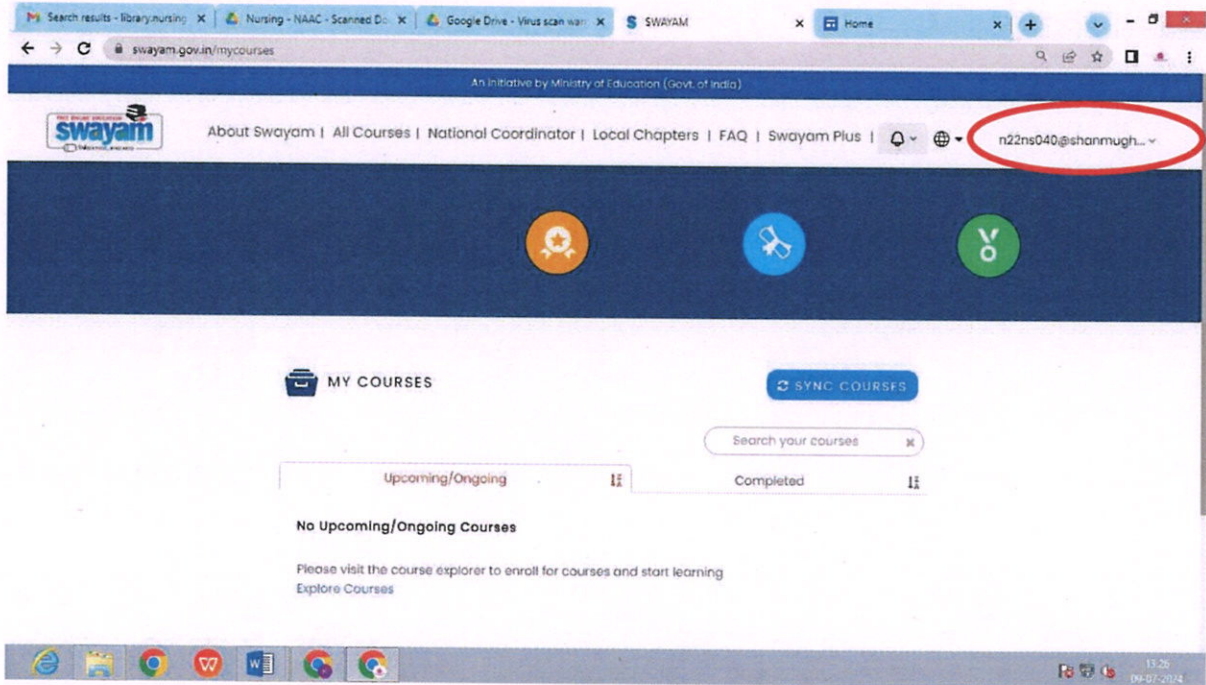 Search results - library.nursing
Nursing - NAAC - Scanned Do
Google Drive - Virus scan warn
SWAYAM
Home
swayam.gov.in/mycourses
An Initiative by Ministry of Education (Govt. of India)
FREE ONLINE EDUCATION
swayam
About Swayam | All Courses | National Coordinator | Local Chapters | FAQ | Swayam Plus |
n22ns040@shanmugh...
MY COURSES
SYNC COURSES
Search your courses
Upcoming/Ongoing
Completed
No Upcoming/Ongoing Courses
Please visit the course explorer to enroll for courses and start learning
Explore Courses
W
13:26
09-07-2024